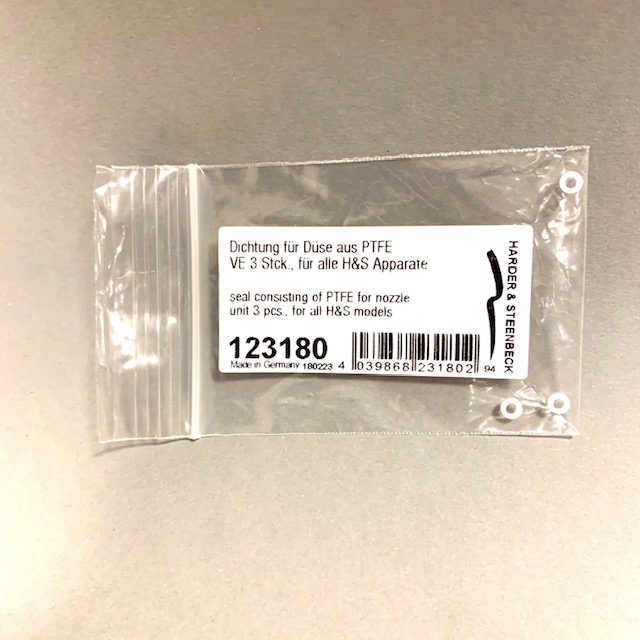 Dichtung für Düse aus PTFE
VE 3 Stck., für alle H&S Apparate
seal consisting of PTFE for nozzle
unit 3 pcs., for all H&S models
123180
Made in Germany 180223
4 039868 231802
94
HARDER & STEENBECK